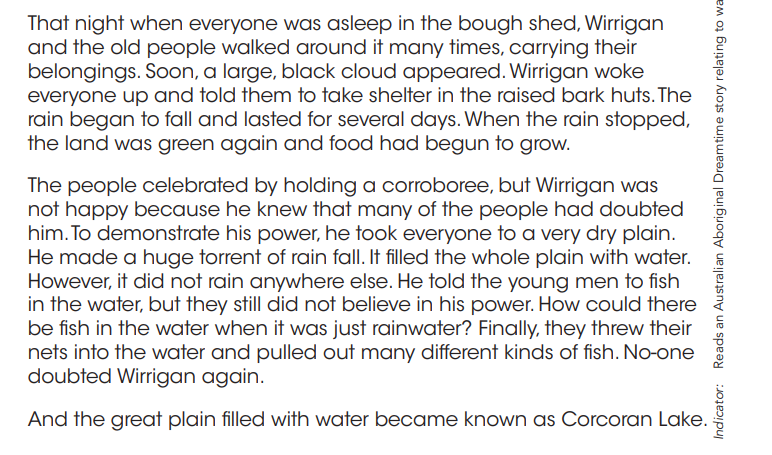 That night when everyone was asleep in the bough shed, Wirrigan
and the old people walked around it many times, carrying their
belongings. Soon, a large, black cloud appeared. Wirrigan woke
everyone up and told them to take shelter in the raised bark huts. The
rain began to fall and lasted for several days. When the rain stopped,
the land was green again and food had begun to grow.
The people celebrated by holding a corroboree, but Wirrigan was
not happy because he knew that many of the people had doubted
him. To demonstrate his power, he took everyone to a very dry plain.
He made a huge torrent of rain fall. It filled the whole plain with water.
However, it did not rain anywhere else. He told the young men to fish
in the water, but they still did not believe in his power. How could there
be fish in the water when it was just rainwater? Finally, they threw their
nets into the water and pulled out many different kinds of fish. No-one
doubted Wirrigan again.
And the great plain filled with water became known as Corcoran Lake.
Indicator: Reads an Australian Aboriginal Dreamtime story relating to